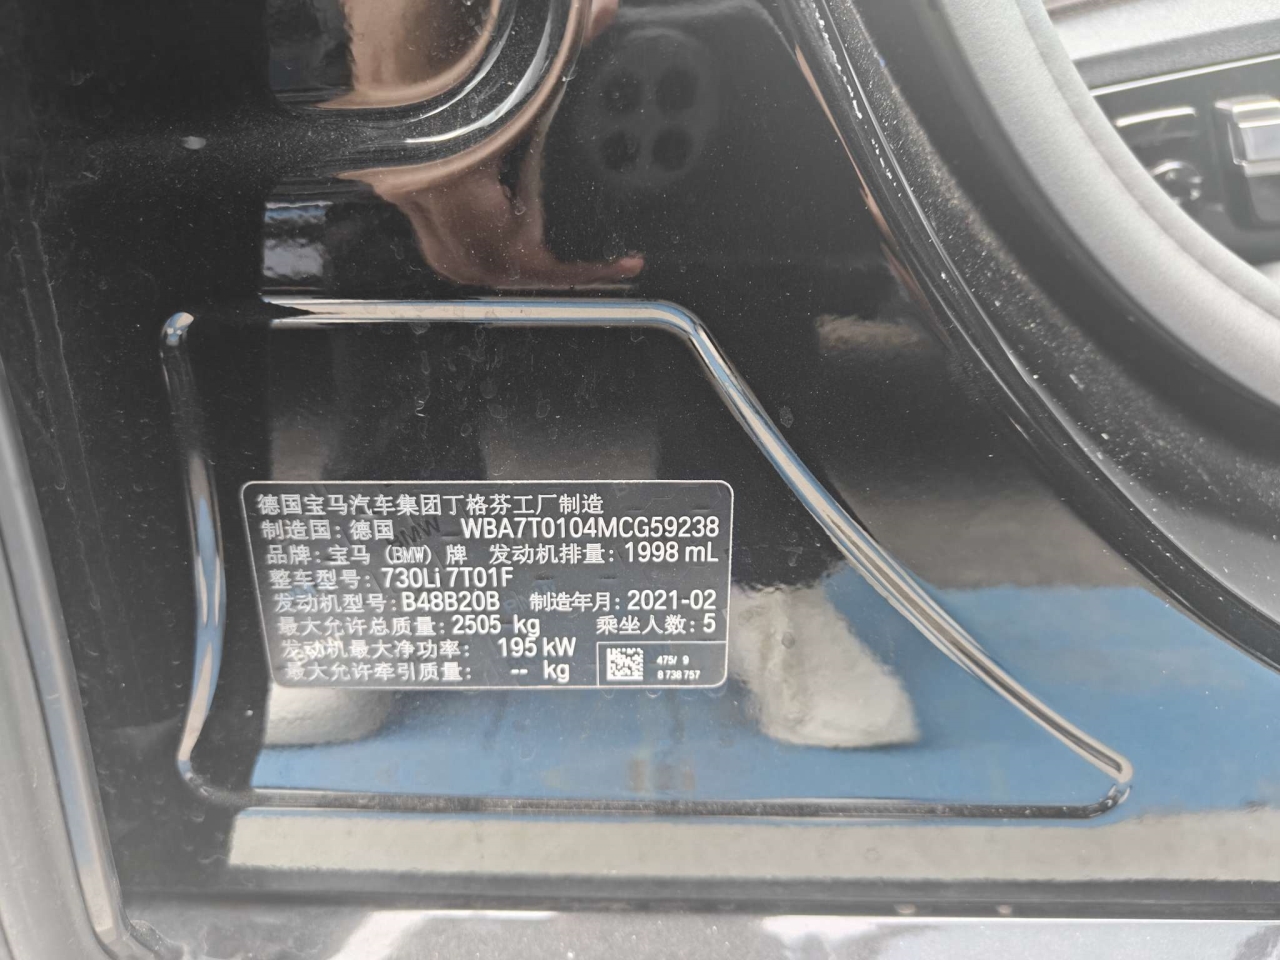 德国宝马汽车集团丁格芬工厂制造
制造国：德国 WBA7T0104MCG59238
品牌：宝马（BMW）牌 发动机排量：1998 mL
整车型号：730Li 7T01F
发动机型号：B48B20B 制造年月：2021-02
最大允许总质量：2505 kg 乘坐人数：5
发动机最大净功率： 195 kW
最大允许牵引质量： -- kg
475/ 9
8 738 757